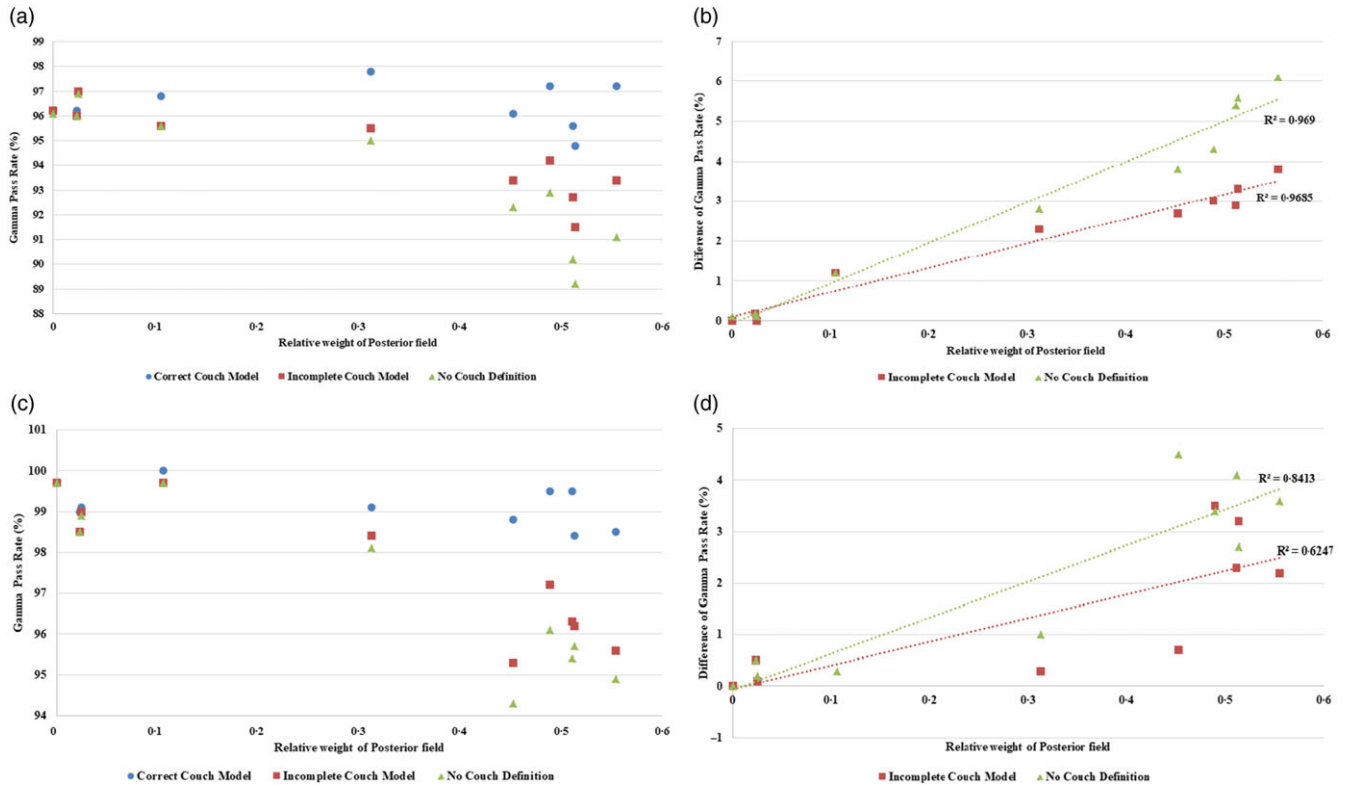 (a)
Gamma Pass Rate (%)
99
98
97
96
95
94
93
92
91
90
89
88
0 0·1 0·2 0·3 0·4 0·5 0·6
Relative weight of Posterior field
Correct Couch Model Incomplete Couch Model No Couch Definition
(b)
Difference of Gamma Pass Rate (%)
7
6
5
4
3
2
1
0
R² = 0·969
R² = 0·9685
0 0·1 0·2 0·3 0·4 0·5 0·6
Relative weight of Posterior field
Incomplete Couch Model No Couch Definition
(c)
Gamma Pass Rate (%)
101
100
99
98
97
96
95
94
0 0·1 0·2 0·3 0·4 0·5 0·6
Relative weight of Posterior field
Correct Couch Model Incomplete Couch Model No Couch Definition
(d)
Difference of Gamma Pass Rate (%)
5
4
3
2
1
0
–1
R² = 0·8413
R² = 0·6247
0 0·1 0·2 0·3 0·4 0·5 0·6
Relative weight of Posterior field
Incomplete Couch Model No Couch Definition